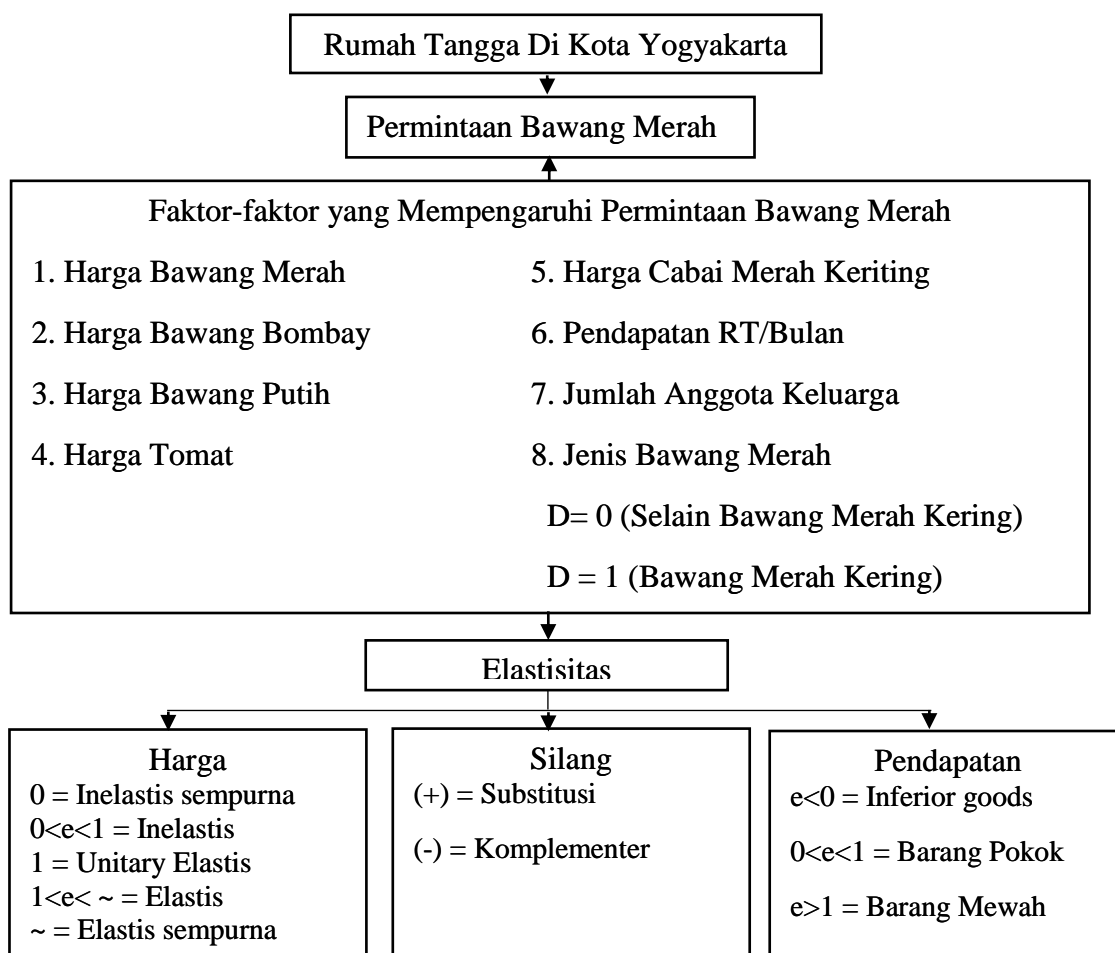 Rumah Tangga Di Kota Yogyakarta
Permintaan Bawang Merah
Faktor-faktor yang Mempengaruhi Permintaan Bawang Merah
1. Harga Bawang Merah
2. Harga Bawang Bombay
3. Harga Bawang Putih
4. Harga Tomat
5. Harga Cabai Merah Keriting
6. Pendapatan RT/Bulan
7. Jumlah Anggota Keluarga
8. Jenis Bawang Merah
D= 0 (Selain Bawang Merah Kering)
D = 1 (Bawang Merah Kering)
Elastisitas
Harga
0 = Inelastis sempurna
0<e<1 = Inelastis
1 = Unitary Elastis
1<e< ~ = Elastis
~ = Elastis sempurna
Silang
(+) = Substitusi
(-) = Komplementer
Pendapatan
e<0 = Inferior goods
0<e<1 = Barang Pokok
e>1 = Barang Mewah